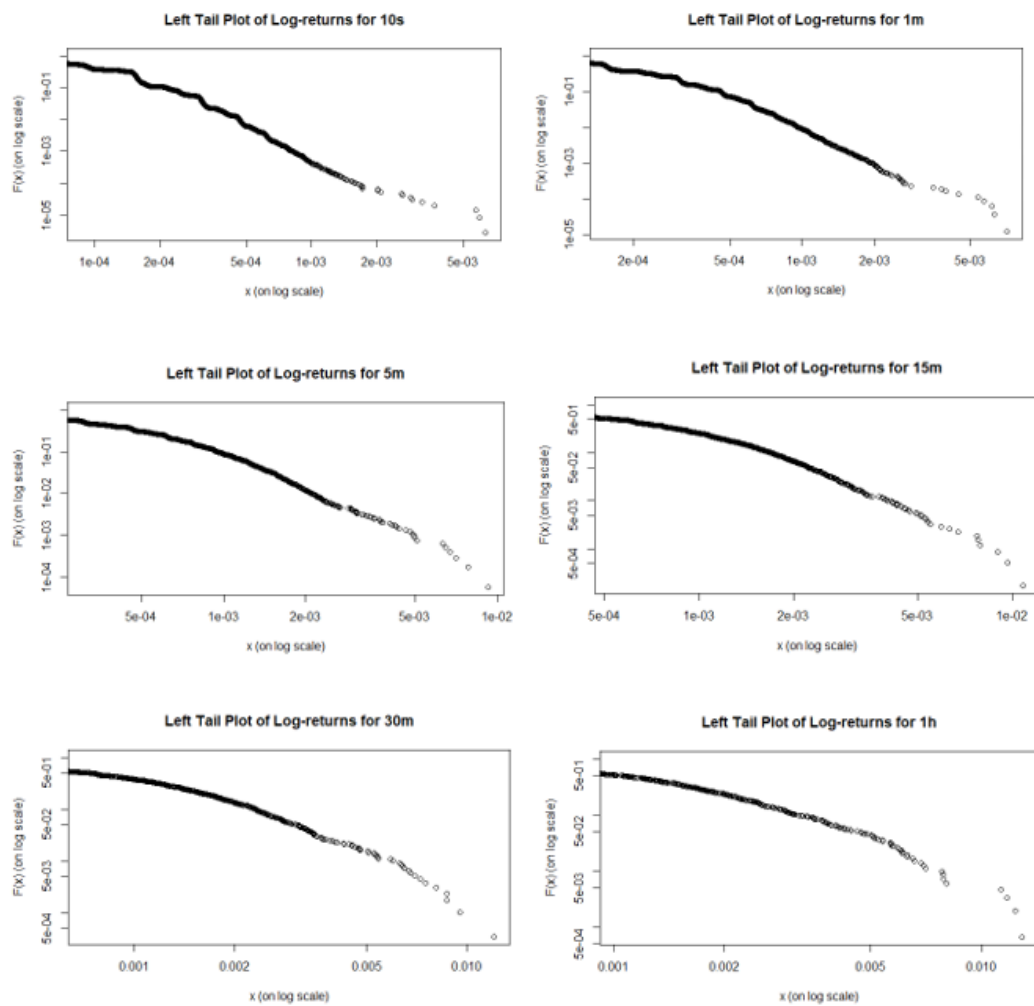 Left Tail Plot of Log-returns for 10s
F(x) (on log scale)
1e-01
1e-03
1e-05
1e-04 2e-04 5e-04 1e-03 2e-03 5e-03
x (on log scale)
Left Tail Plot of Log-returns for 1m
F(x) (on log scale)
1e-01
1e-03
1e-05
2e-04 5e-04 1e-03 2e-03 5e-03
x (on log scale)
Left Tail Plot of Log-returns for 5m
F(x) (on log scale)
1e-01
1e-02
1e-03
1e-04
5e-04 1e-03 2e-03 5e-03 1e-02
x (on log scale)
Left Tail Plot of Log-returns for 15m
F(x) (on log scale)
5e-01
5e-02
5e-03
5e-04
5e-04 1e-03 2e-03 5e-03 1e-02
x (on log scale)
Left Tail Plot of Log-returns for 30m
F(x) (on log scale)
5e-01
5e-02
5e-03
5e-04
0.001 0.002 0.005 0.010
x (on log scale)
Left Tail Plot of Log-returns for 1h
F(x) (on log scale)
5e-01
5e-02
5e-03
5e-04
0.001 0.002 0.005 0.010
x (on log scale)